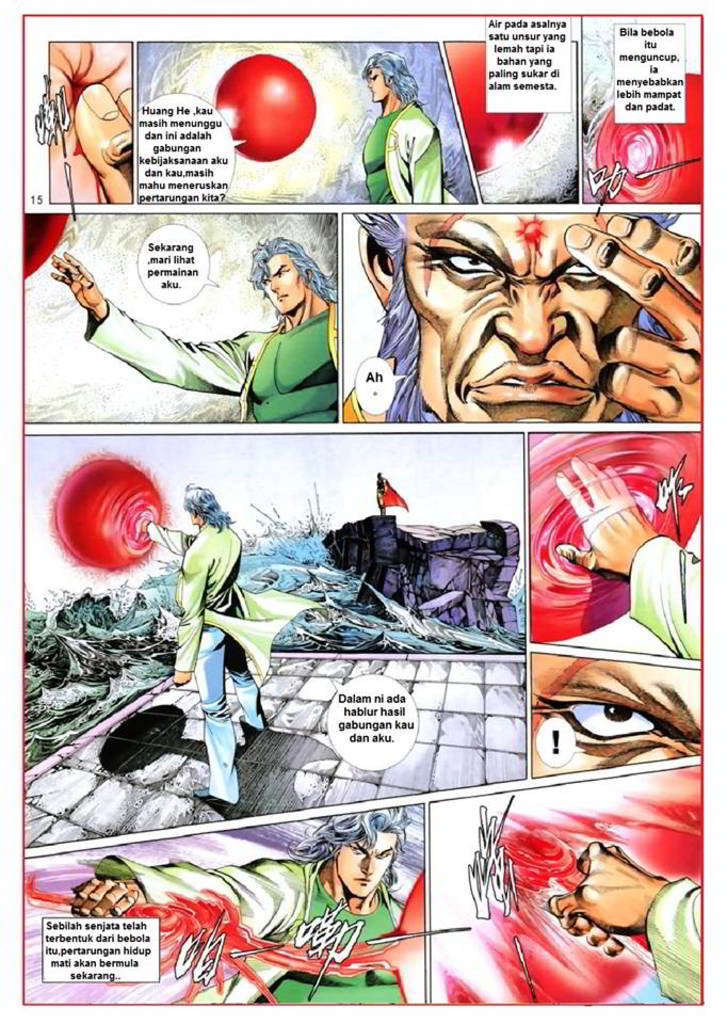 Huang He ,kau
masih menunggu
dan ini adalah
gabungan
kebijaksanaan aku
dan kau,masih
mahu meneruskan
pertarungan kita?
Air pada asalnya
satu unsur yang
lemah tapi ia
bahan yang
paling sukar di
alam semesta.
Bila bebola
itu
menguncup,
ia
menyebabkan
lebih mampat
dan padat.
15
Sekarang
,mari lihat
permainan
aku.
Ah
.
Dalam ni ada
hablur hasil
gabungan kau
dan aku.
!
Sebilah senjata telah
terbentuk dari bebola
itu,pertarungan hidup
mati akan bermula
sekarang..